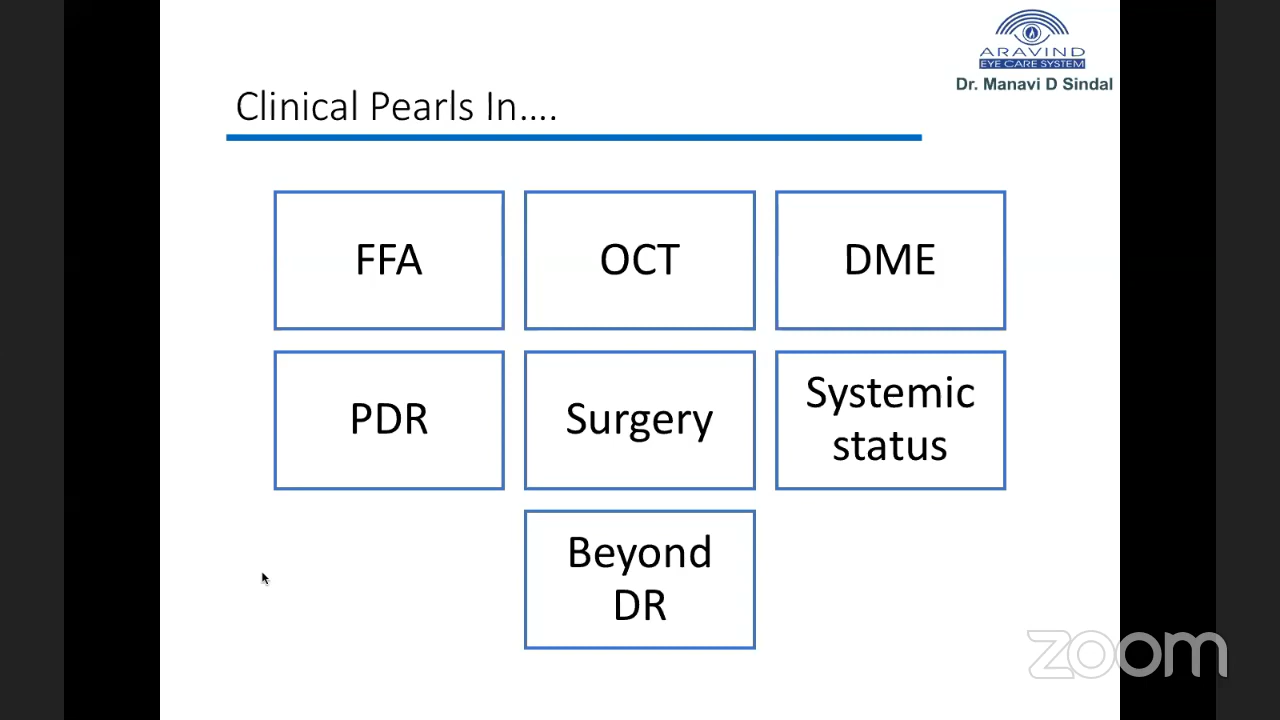 ARAVIND
EYE CARE SYSTEM
Dr. Manavi D Sindal
Clinical Pearls In....
FFA
OCT
DME
PDR
Surgery
Systemic
status
Beyond
DR
zoom